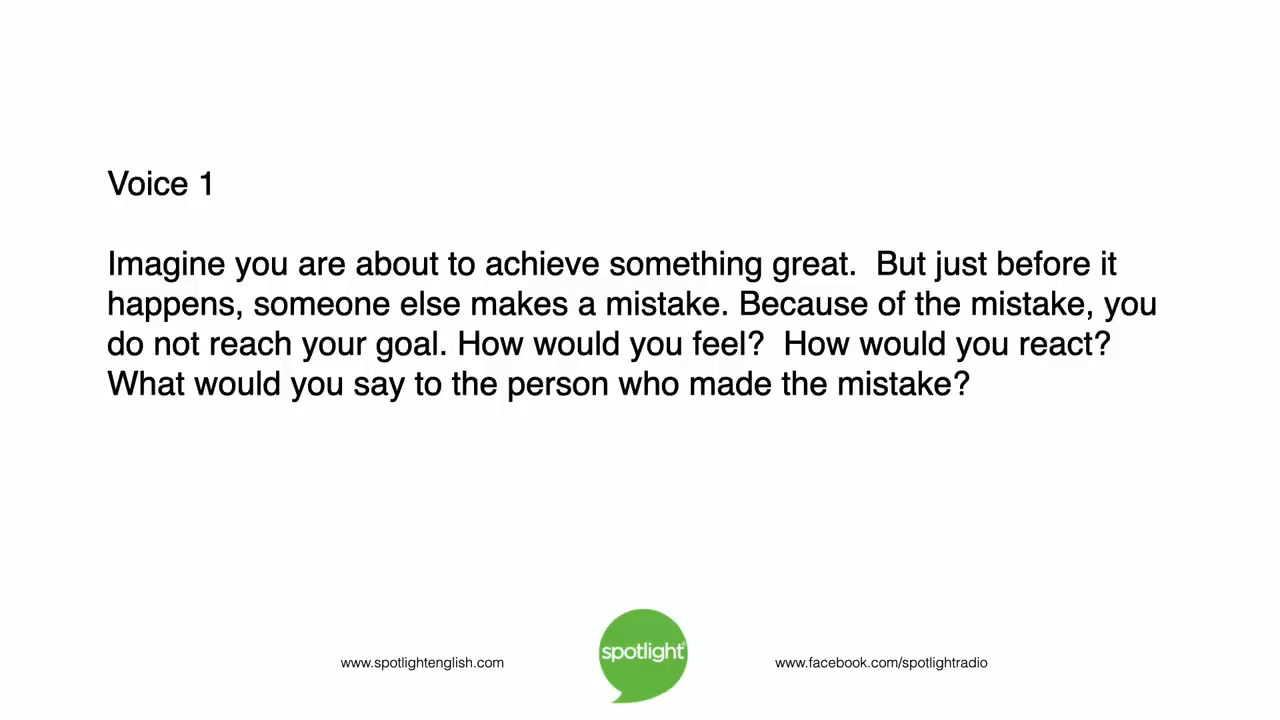 Voice 1
Imagine you are about to achieve something great.  But just before it
happens, someone else makes a mistake. Because of the mistake, you
do not reach your goal. How would you feel?  How would you react?
What would you say to the person who made the mistake?
www.spotlightenglish.com
spotlight®
www.facebook.com/spotlightradio